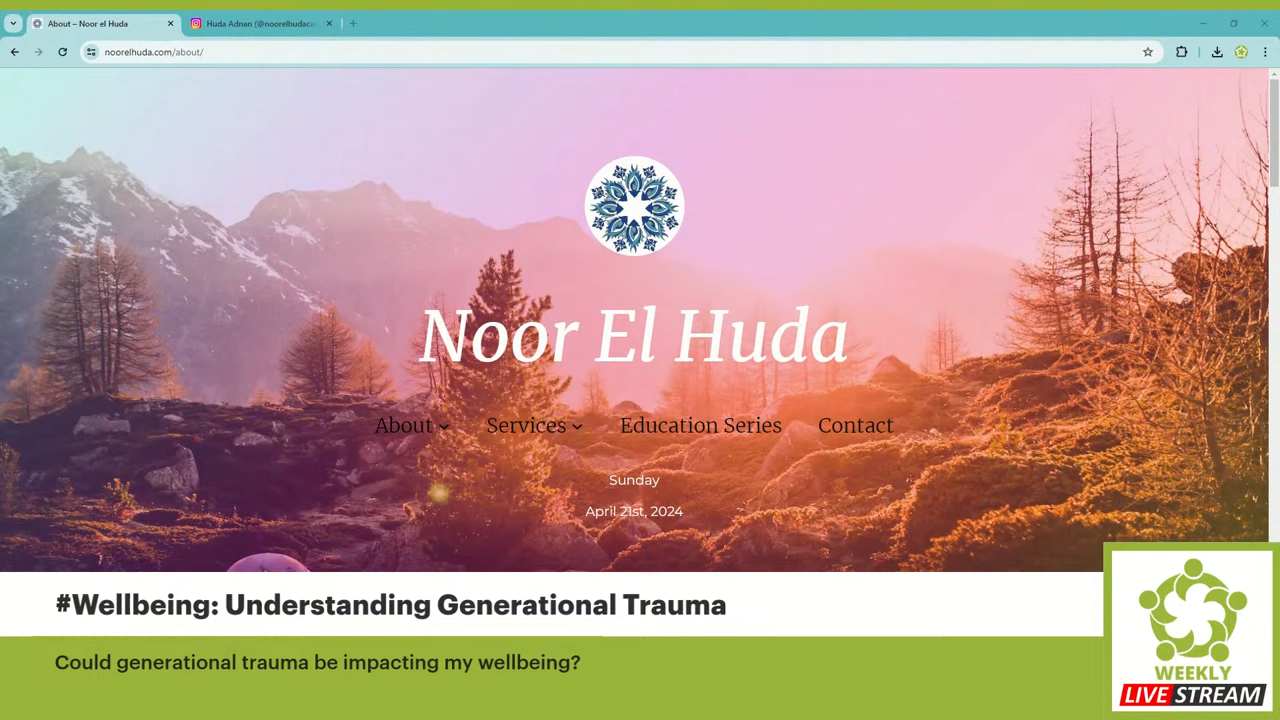 About – Noor el Huda
Huda Adnan (@noorelhudaca
noorelhuda.com/about/
Noor El Huda
About Services Education Series Contact
Sunday
April 21st, 2024
#Wellbeing: Understanding Generational Trauma
Could generational trauma be impacting my wellbeing?
WEEKLY
LIVE STREAM